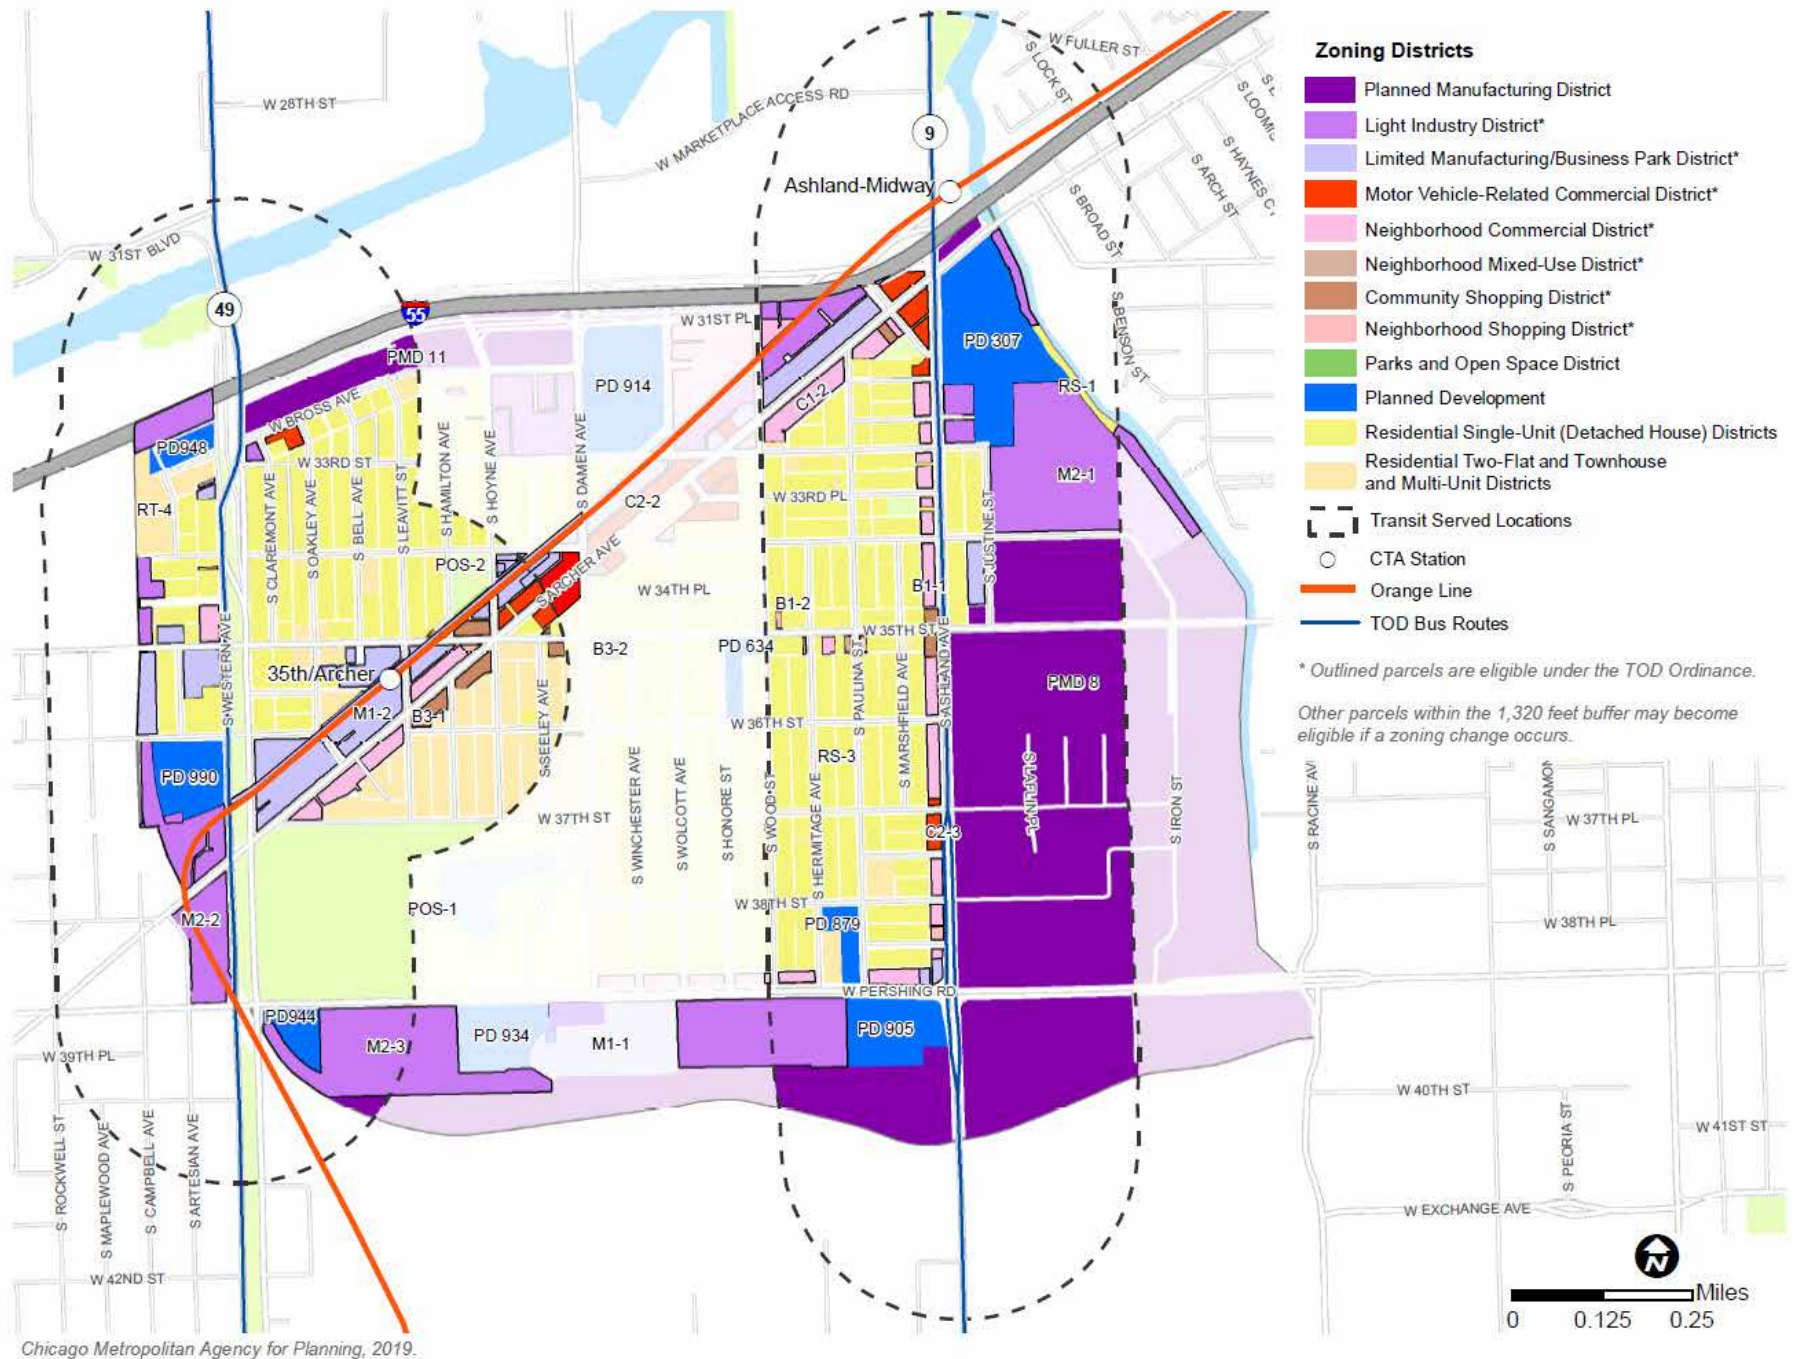 W FULLER ST
S LOCK ST
W 28TH ST
W MARKETPLACE ACCESS RD
9
Ashland-Midway
S ARCH ST
S BROAD ST
W 31ST BLVD
49
55
W 31ST PL
S BENSON ST
PMD 11
PD 307
PD 914
RS-1
W BROSS AVE
C1-2
PD948
W 33RD ST
M2-1
RT-4
S CLAREMONT AVE
S OAKLEY AVE
S BELL AVE
S LEAVITT ST
S HAMILTON AVE
S HOYNE AVE
S DAMEN AVE
C2-2
W 33RD PL
S JUSTINE ST
POS-2
S ARCHER AVE
W 34TH PL
B1-1
B1-2
W 35TH ST
B3-2
PD 634
35th/Archer
S WESTERN AVE
PMD 8
M1-2
B3-1
S SEELEY AVE
W 36TH ST
S PAULINA ST
S MARSHFIELD AVE
S ASHLAND AVE
RS-3
PD 990
W 37TH ST
S WINCHESTER AVE
S WOLCOTT AVE
S HONORE ST
S WOOD ST
S HERMITAGE AVE
S LAFLIN PL
S IRON ST
C2-3
W 37TH PL
S SANGAMON
POS-1
W 38TH ST
PD 879
M2-2
W 38TH PL
W PERSHING RD
PD944
M2-3
PD 934
M1-1
PD 905
W 39TH PL
W 40TH ST
S ROCKWELL ST
S MAPLEWOOD AVE
S CAMPBELL AVE
S ARTESIAN AVE
S PEORIA ST
W 41ST ST
W EXCHANGE AVE
W 42ND ST
Zoning Districts
Planned Manufacturing District
Light Industry District*
Limited Manufacturing/Business Park District*
Motor Vehicle-Related Commercial District*
Neighborhood Commercial District*
Neighborhood Mixed-Use District*
Community Shopping District*
Neighborhood Shopping District*
Parks and Open Space District
Planned Development
Residential Single-Unit (Detached House) Districts
Residential Two-Flat and Townhouse
and Multi-Unit Districts
Transit Served Locations
CTA Station
Orange Line
TOD Bus Routes
* Outlined parcels are eligible under the TOD Ordinance.
Other parcels within the 1,320 feet buffer may become
eligible if a zoning change occurs.
N
Miles
0 0.125 0.25
Chicago Metropolitan Agency for Planning, 2019.